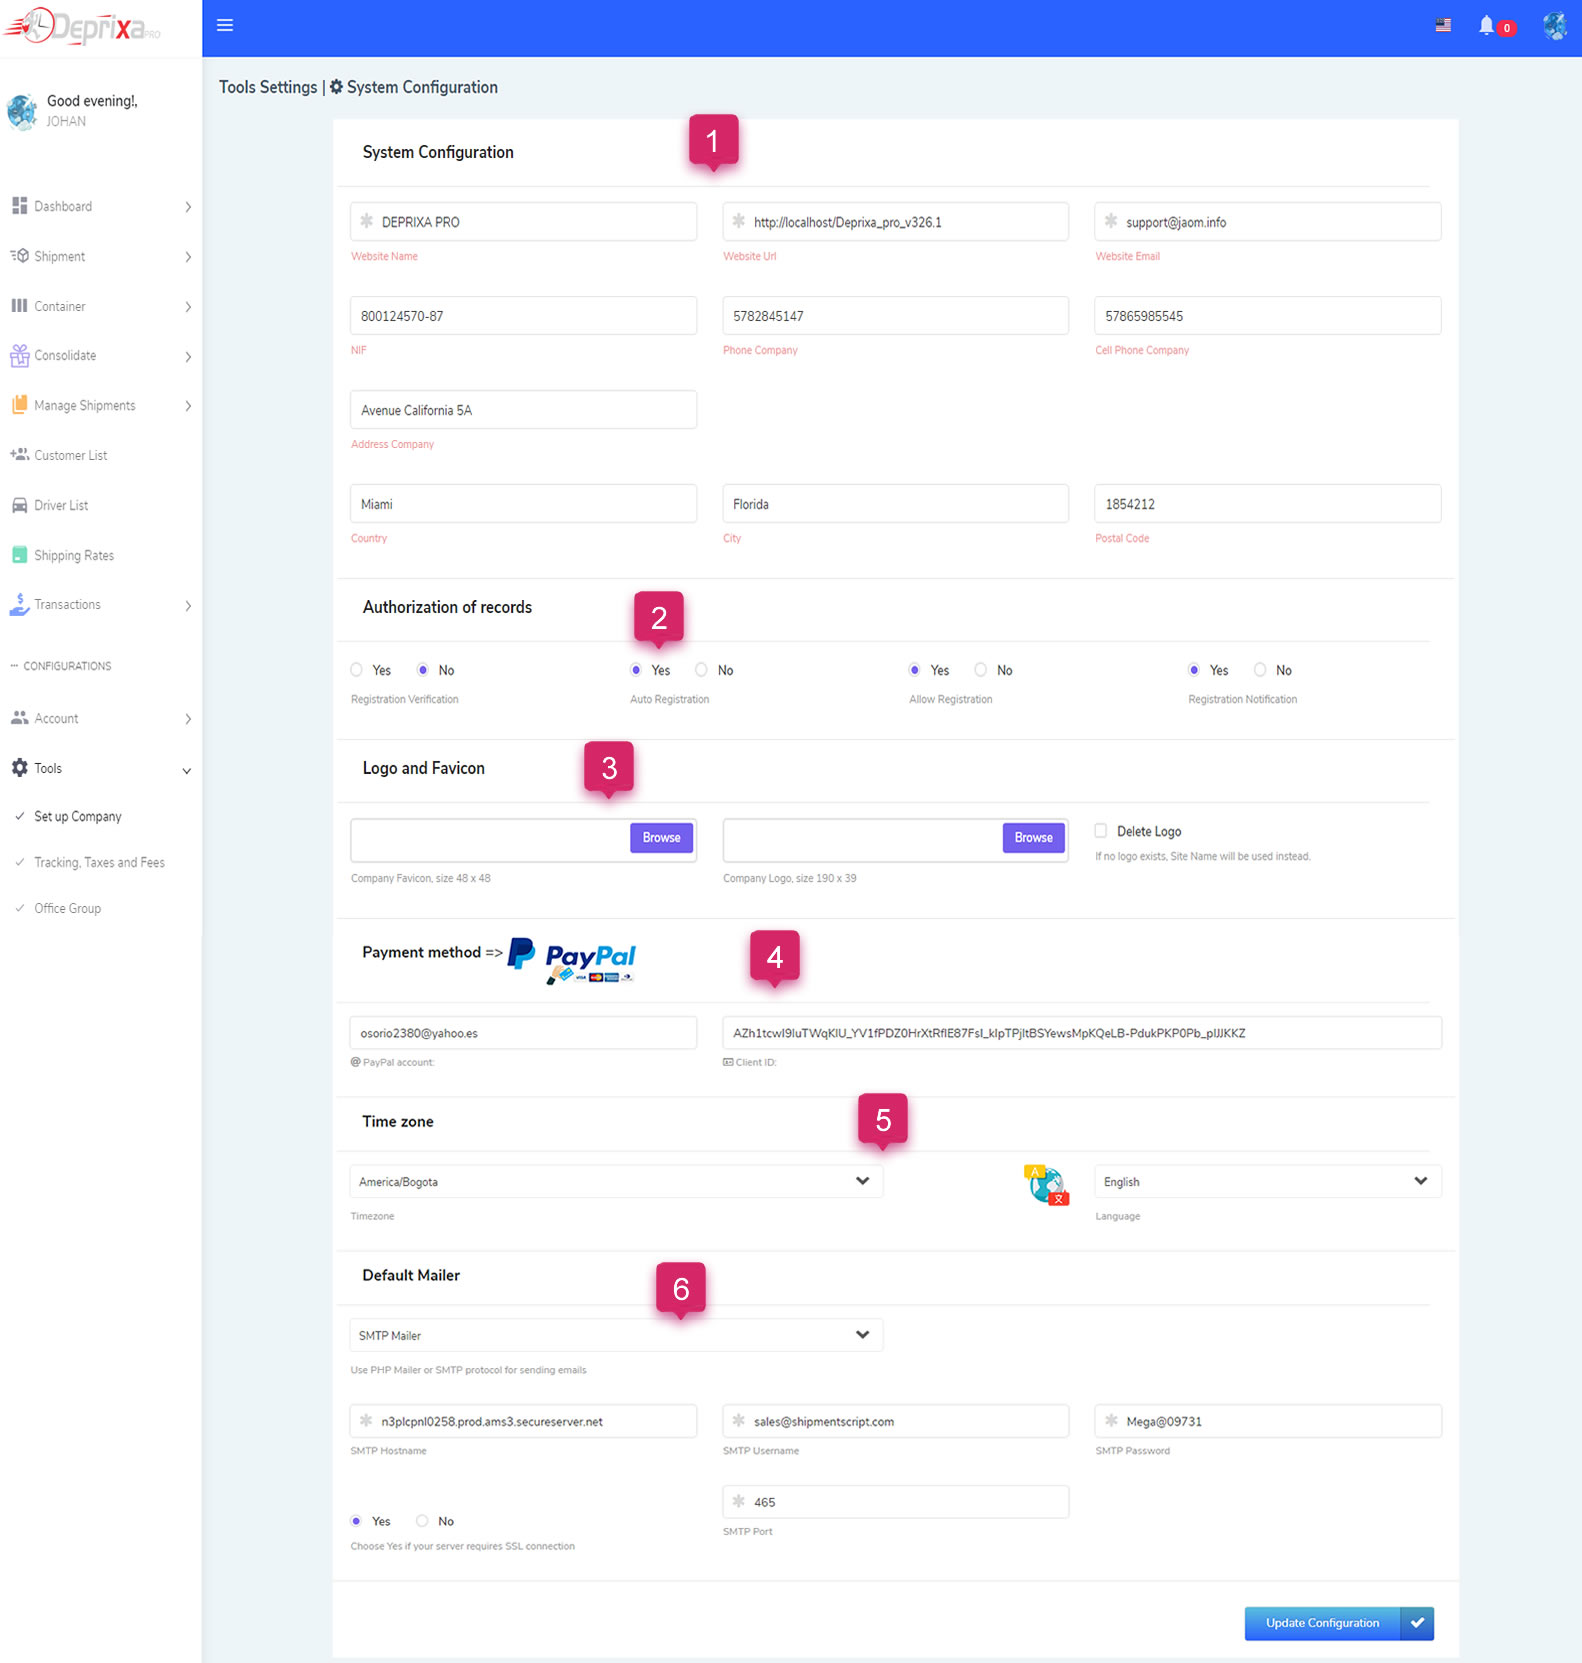 Deprixa PRO
0
Good evening!,
JOHAN
Dashboard
Shipment
Container
Consolidate
Manage Shipments
Customer List
Driver List
Shipping Rates
Transactions
CONFIGURATIONS
Account
Tools
Set up Company
Tracking, Taxes and Fees
Office Group
Tools Settings | System Configuration
System Configuration
1
DEPRIXA PRO
http://localhost/Deprixa_pro_v326.1
support@jaom.info
Website Name
Website Url
Website Email
800124570-87
5782845147
57865985545
NIF
Phone Company
Cell Phone Company
Avenue California 5A
Address Company
Miami
Florida
1854212
Country
City
Postal Code
Authorization of records
2
Yes No
Yes No
Yes No
Yes No
Registration Verification
Auto Registration
Allow Registration
Registration Notification
Logo and Favicon
3
Browse
Browse
Delete Logo
Company Favicon, size 48 x 48
Company Logo, size 190 x 39
If no logo exists, Site Name will be used instead.
Payment method => PayPal
4
osorio2380@yahoo.es
PayPal account:
Client ID:
Time zone
5
America/Bogota
A
文
English
Timezone
Language
Default Mailer
6
SMTP Mailer
Use PHP Mailer or SMTP protocol for sending emails
n3plcpnl0258.prod.ams3.secureserver.net
sales@shipmentscript.com
Mega@09731
SMTP Hostname
SMTP Username
SMTP Password
465
SMTP Port
Yes No
Choose Yes if your server requires SSL connection
Update Configuration